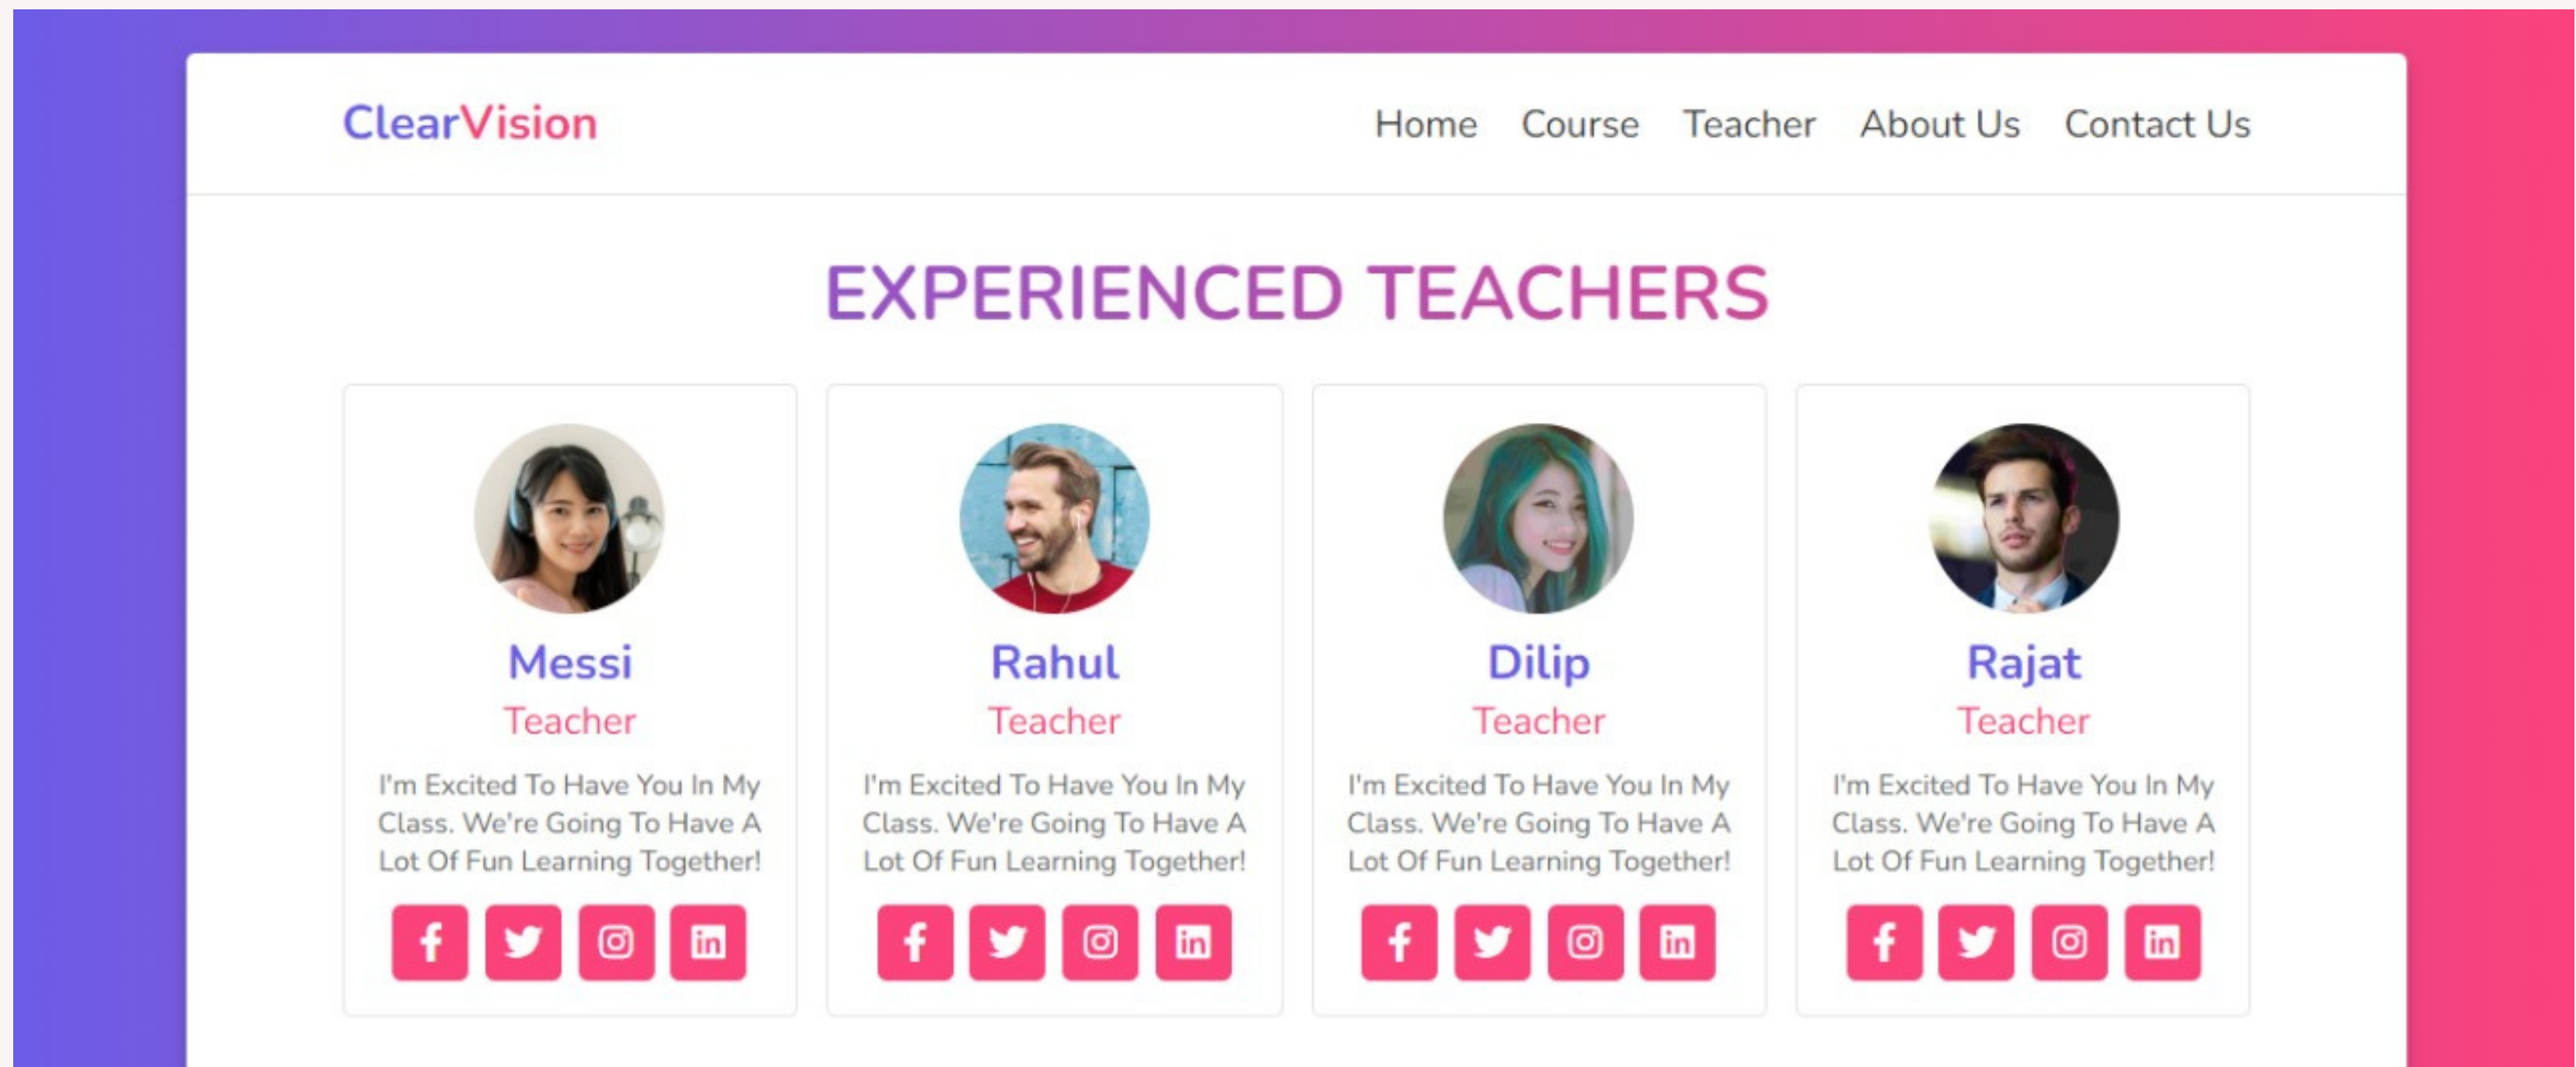 ClearVision
Home Course Teacher About Us Contact Us
EXPERIENCED TEACHERS
Messi
Teacher
I'm Excited To Have You In My
Class. We're Going To Have A
Lot Of Fun Learning Together!
Rahul
Teacher
I'm Excited To Have You In My
Class. We're Going To Have A
Lot Of Fun Learning Together!
Dilip
Teacher
I'm Excited To Have You In My
Class. We're Going To Have A
Lot Of Fun Learning Together!
Rajat
Teacher
I'm Excited To Have You In My
Class. We're Going To Have A
Lot Of Fun Learning Together!